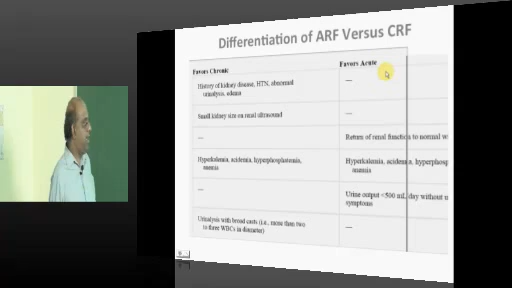 Differentiation of ARF Versus CRF
Favors Chronic
Favors Acute
History of kidney disease, HTN, abnormal
urinalysis, edema
—
Small kidney size on renal ultrasound
—
—
Return of renal function to normal
Hyperkalemia, acidemia, hyperphosphatemia,
anemia
Hyperkalemia, acidemia,
anemia
—
Urine output <500 mL/day without
symptoms
Urinalysis with broad casts (i.e., more than two
to three WBCs in diameter)
—